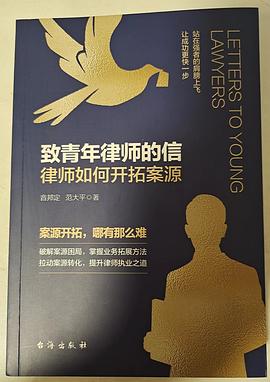 站在强者的肩膀上飞
让成功更快一步
LETTERS TO YOUNG
LAWYERS
致青年律师的信
律师如何开拓案源
音邦定 范大平◎著
案源开拓，哪有那么难
破解案源困局，掌握业务拓展方法
拉动案源转化，提升律师执业之道
台海出版社